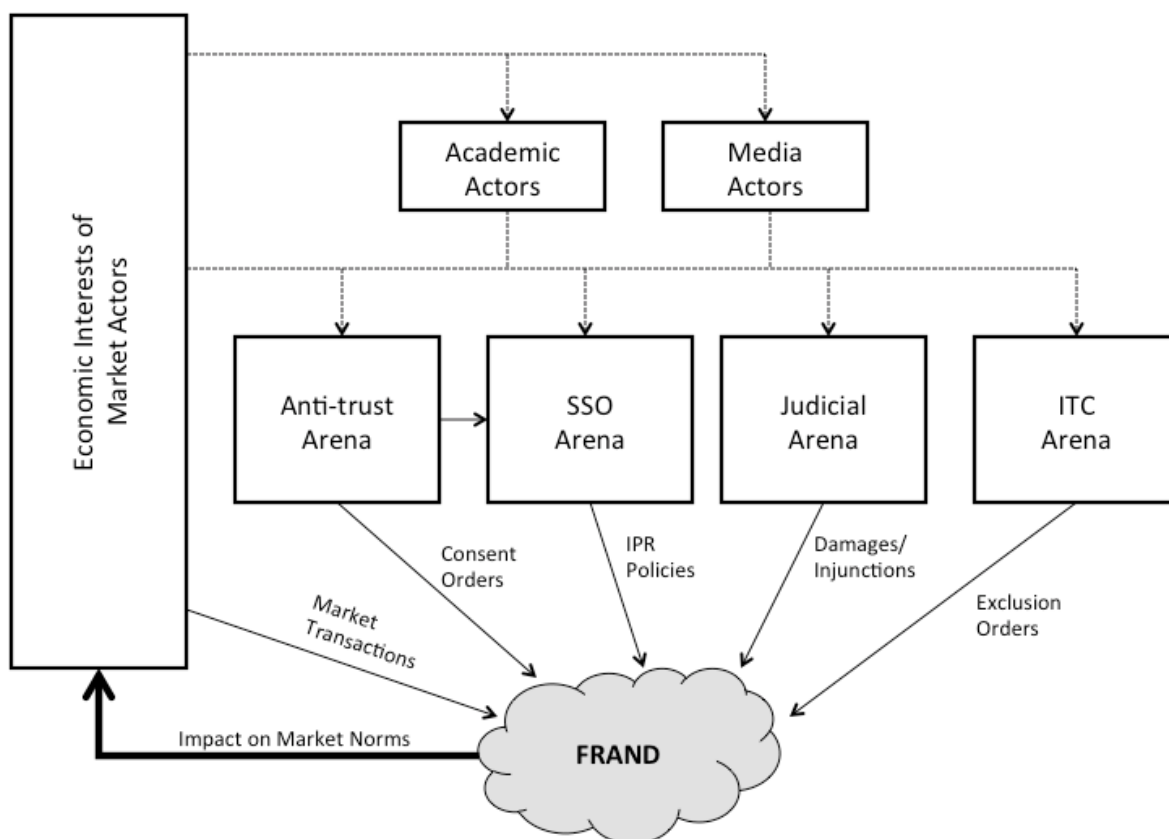 Economic Interests of
Market Actors
Academic
Actors
Media
Actors
Anti-trust
Arena
SSO
Arena
Judicial
Arena
ITC
Arena
Consent
Orders
IPR
Policies
Damages/
Injunctions
Exclusion
Orders
Market
Transactions
Impact on Market Norms
FRAND